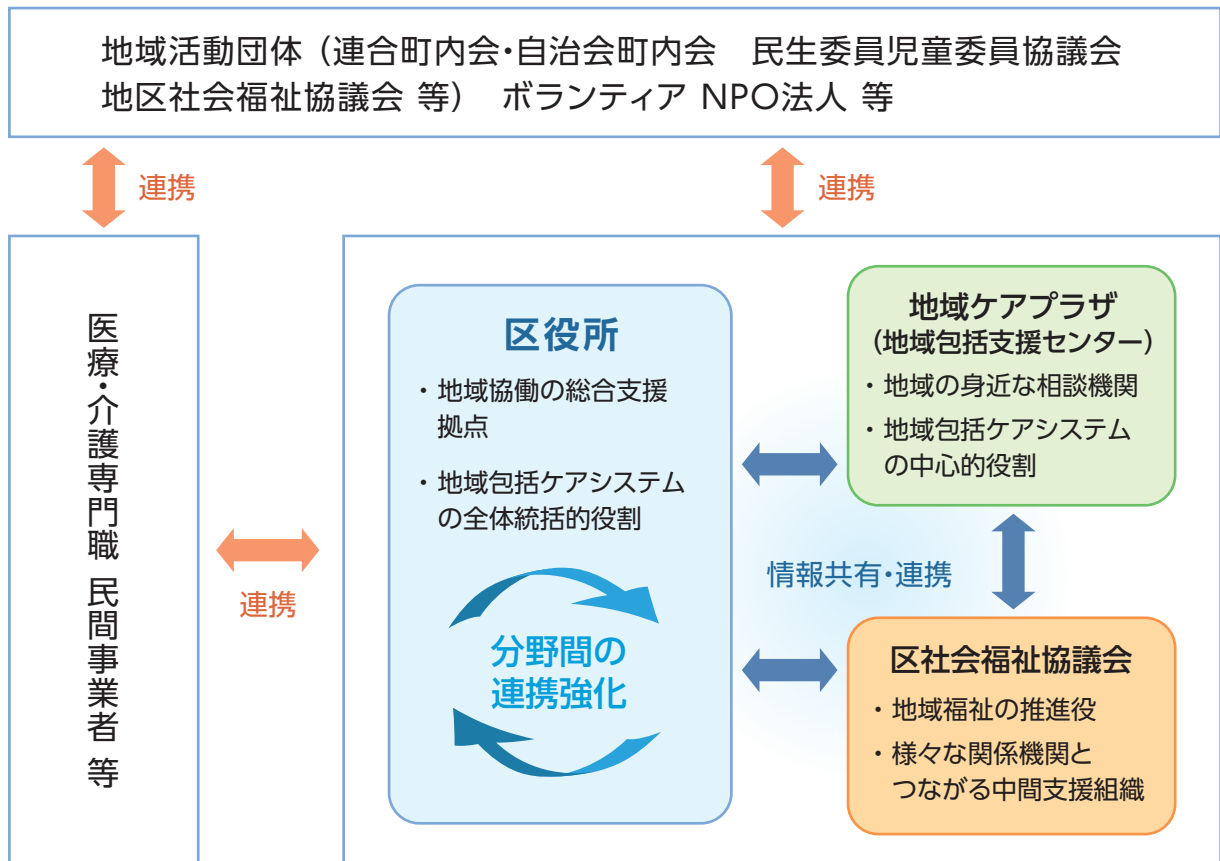 地域活動団体（連合町内会・自治会町内会　民生委員児童委員協議会
地区社会福祉協議会 等）　ボランティア NPO法人 等
連携
連携
医療・介護専門職 民間事業者 等
連携
区役所
・地域協働の総合支援
拠点
・地域包括ケアシステム
の全体統括的役割
分野間の
連携強化
地域ケアプラザ
（地域包括支援センター）
・地域の身近な相談機関
・地域包括ケアシステム
の中心的役割
情報共有・連携
区社会福祉協議会
・地域福祉の推進役
・様々な関係機関と
つながる中間支援組織